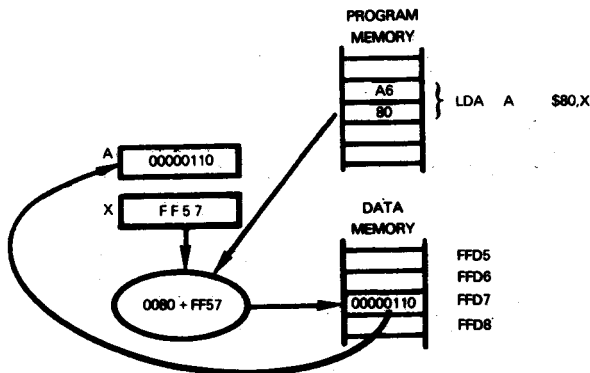 PROGRAM
MEMORY
A6
80
LDA A $80,X
A
00000110
X
FF57
DATA
MEMORY
FFD5
FFD6
0080 + FF57
00000110
FFD7
FFD8